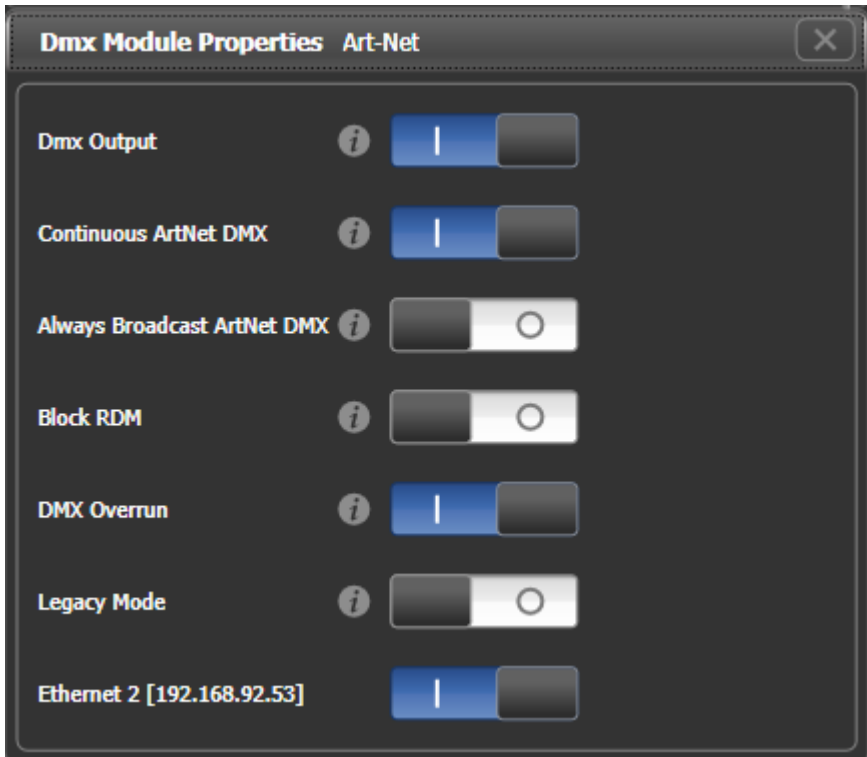 Dmx Module Properties Art-Net
Dmx Output
Continuous ArtNet DMX
Always Broadcast ArtNet DMX
Block RDM
DMX Overrun
Legacy Mode
Ethernet 2 [192.168.92.53]